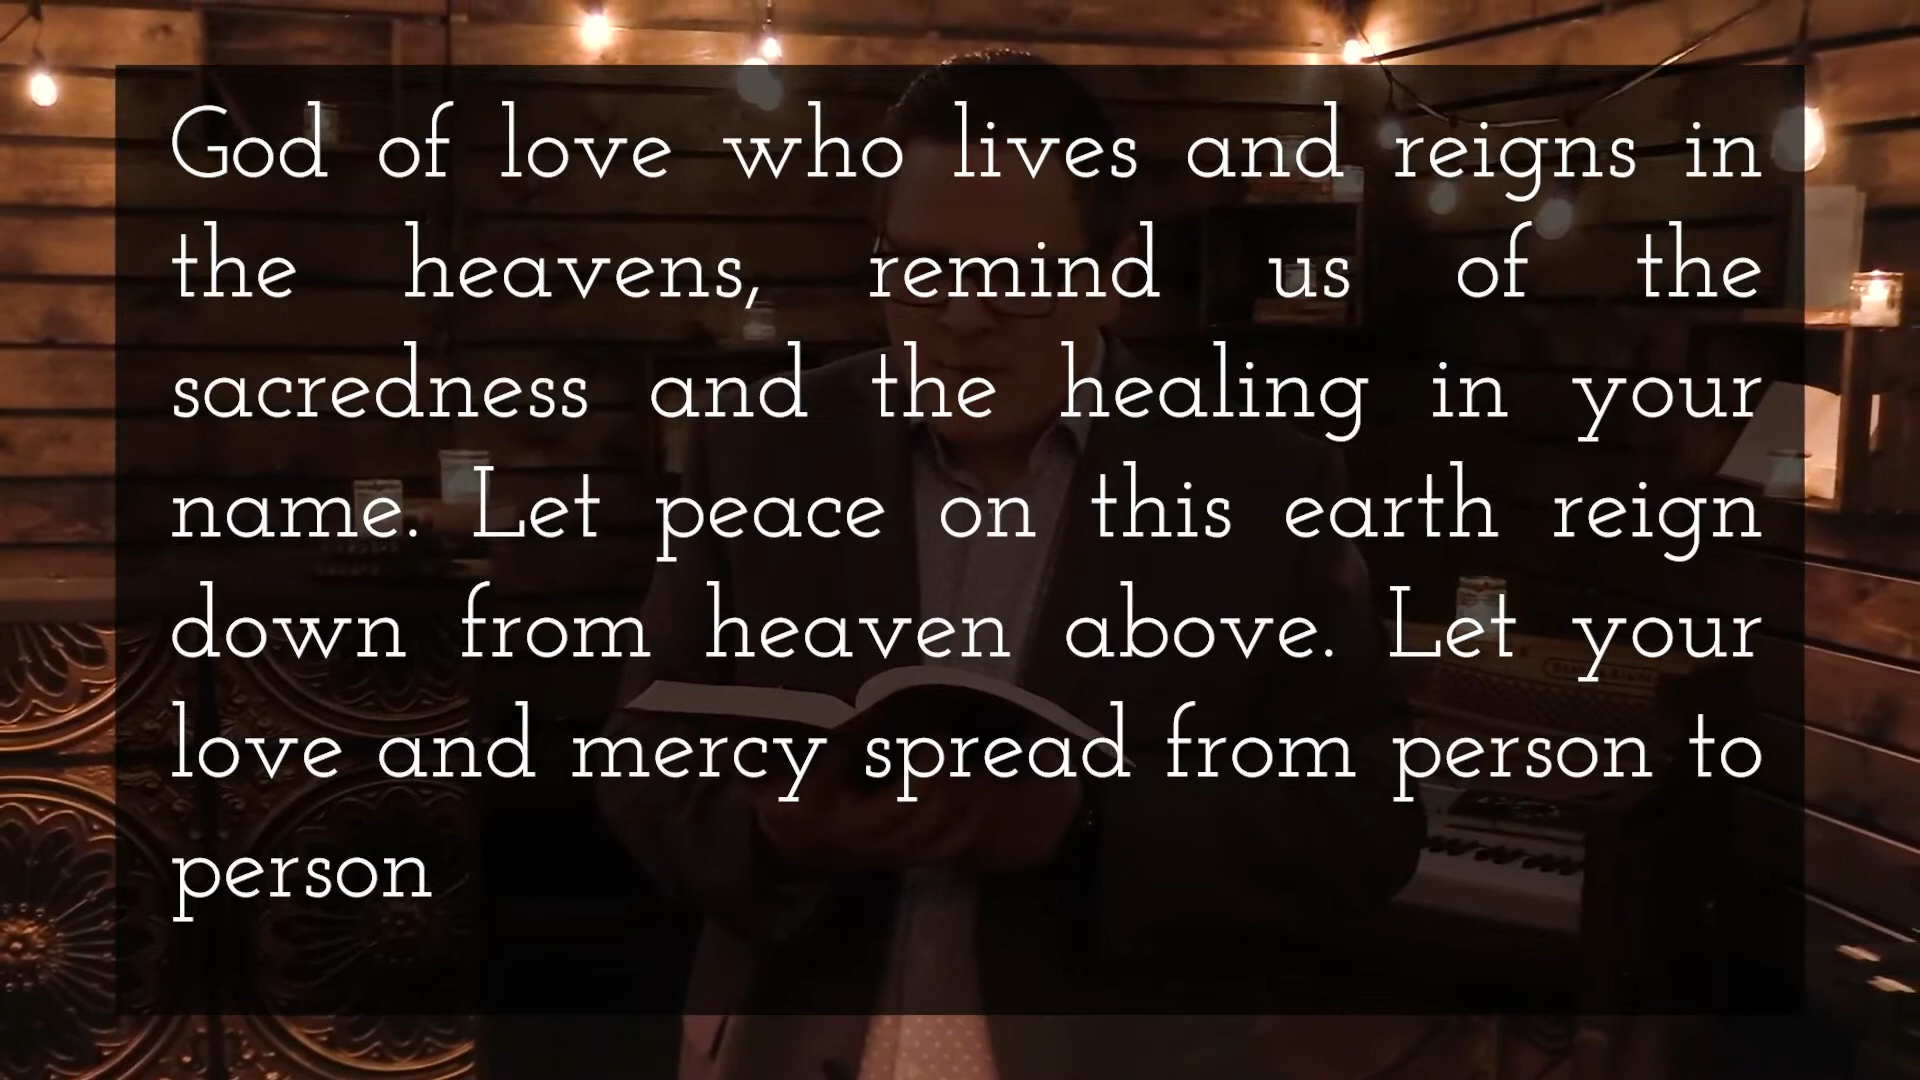 God of love who lives and reigns in
the heavens, remind us of the
sacredness and the healing in your
name. Let peace on this earth reign
down from heaven above. Let your
love and mercy spread from person to
person